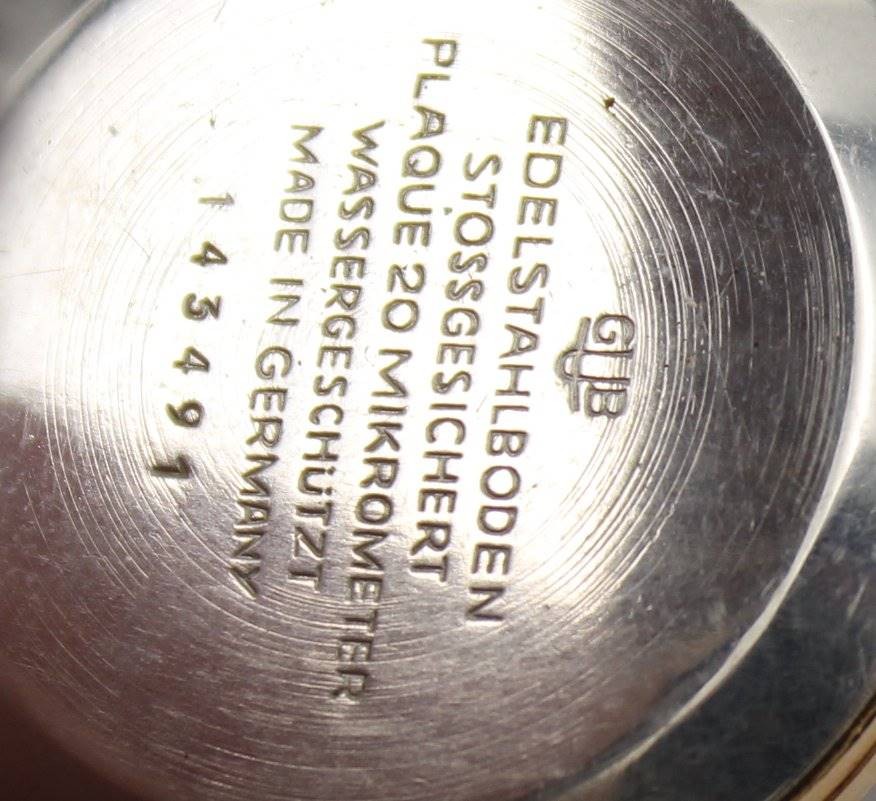 GUB
EDELSTAHLBODEN
STOSSGESICHERT
PLAQUE 20 MIKROMETER
WASSERGESCHÜTZT
MADE IN GERMANY
143491